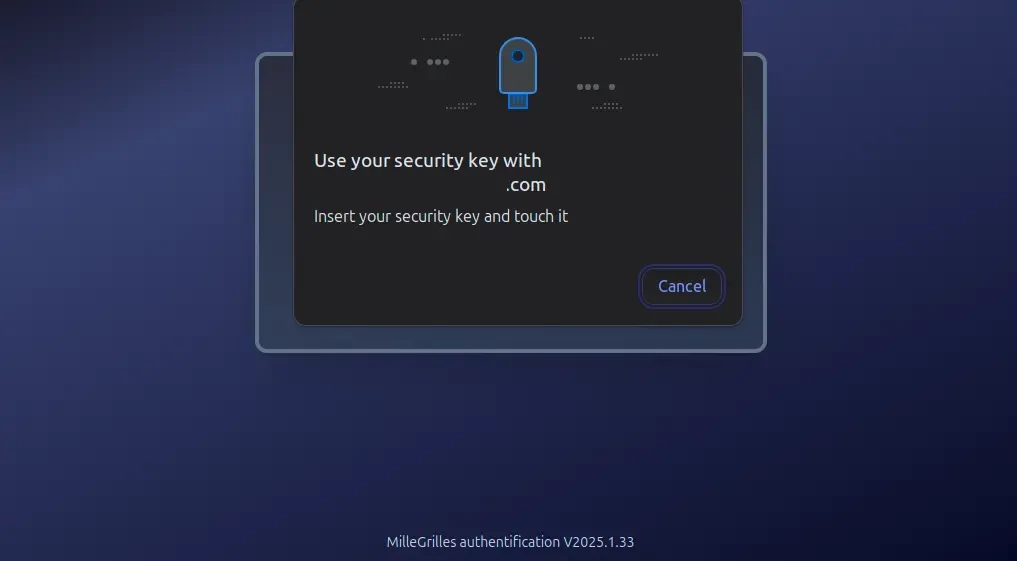 Use your security key with
.com
Insert your security key and touch it
Cancel
MilleGrilles authentification V2025.1.33